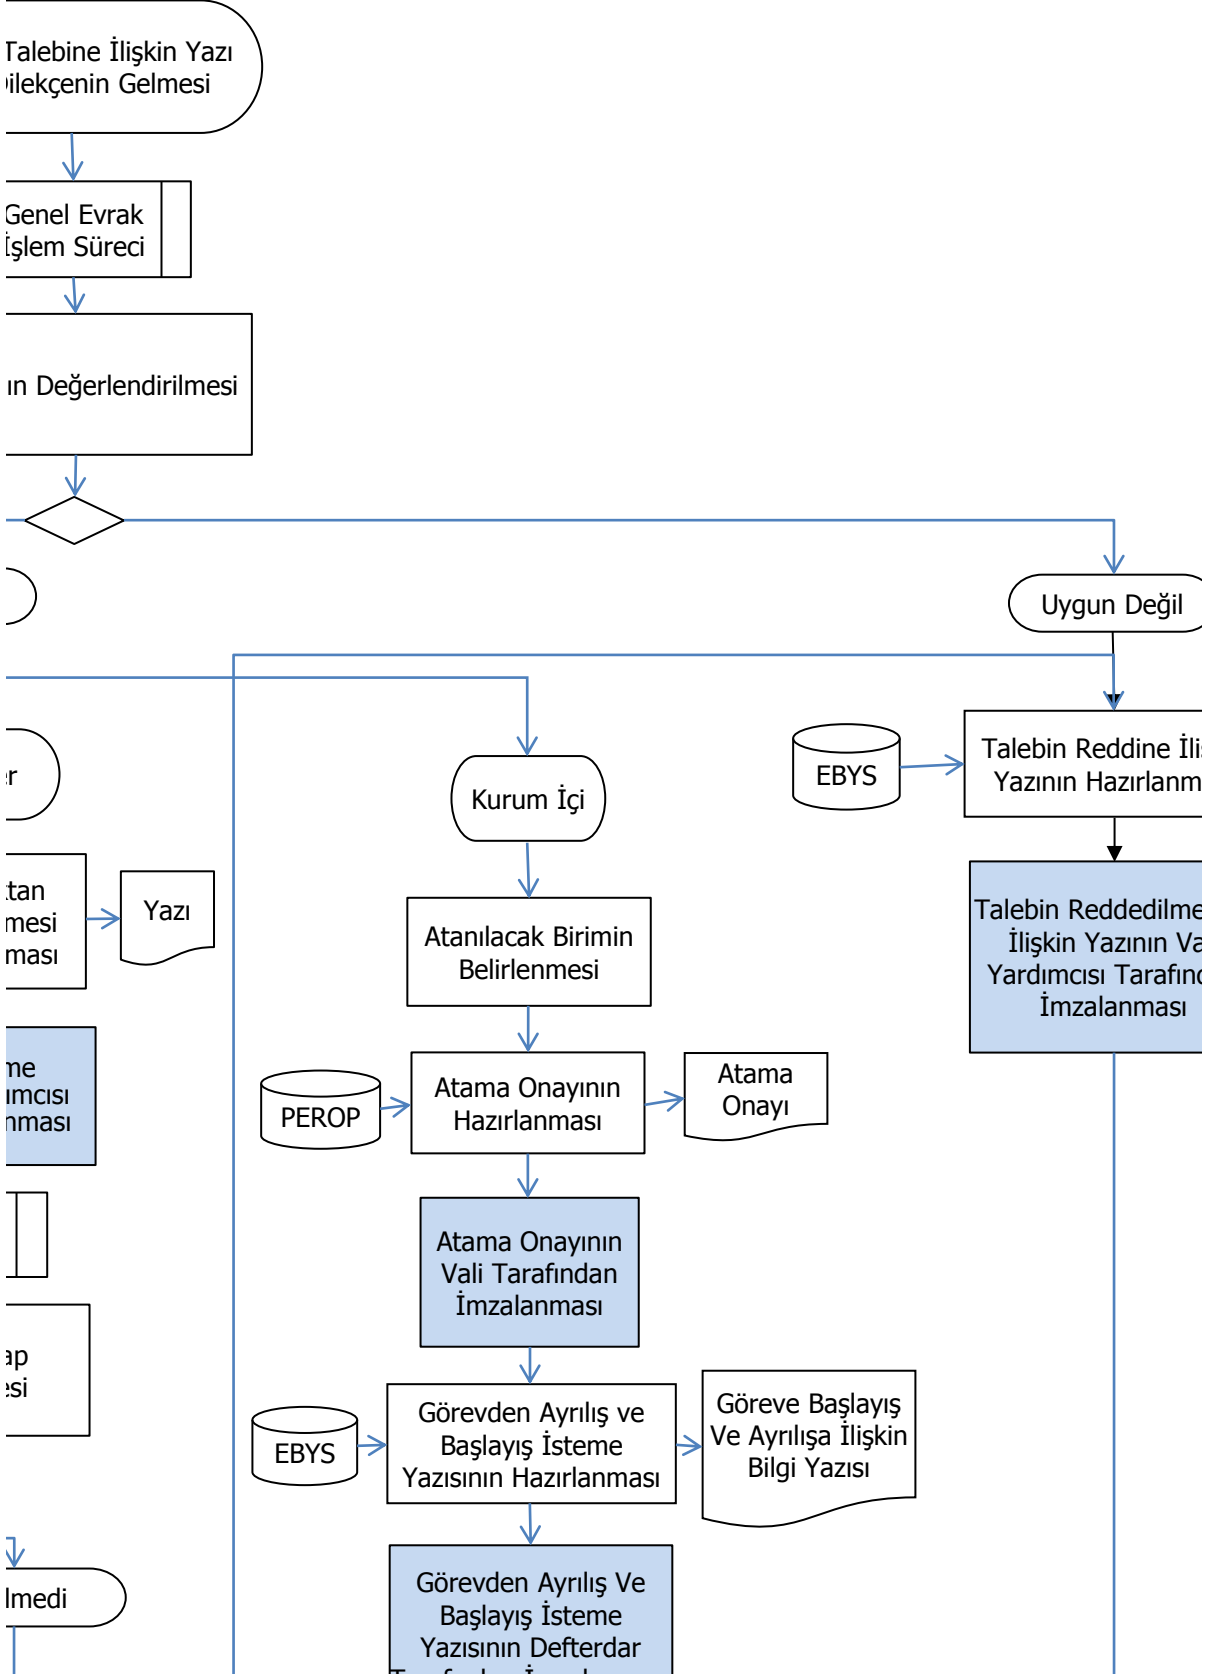 Talebine İlişkin Yazı
ilekçenin Gelmesi
Genel Evrak
İşlem Süreci
ın Değerlendirilmesi
Uygun Değil
Talebin Reddine İli
Yazının Hazırlanm
EBYS
Talebin Reddedilme
İlişkin Yazının Va
Yardımcısı Tarafınd
İmzalanması
er
Kurum İçi
ktan
mesi
ması
Yazı
Atanılacak Birimin
Belirlenmesi
me
ımcısı
nması
PEROP
Atama Onayının
Hazırlanması
Atama
Onayı
Atama Onayının
Vali Tarafından
İmzalanması
ap
esi
EBYS
Görevden Ayrılış ve
Başlayış İsteme
Yazısının Hazırlanması
Göreve Başlayış
Ve Ayrılışa İlişkin
Bilgi Yazısı
lmedi
Görevden Ayrılış Ve
Başlayış İsteme
Yazısının Defterdar